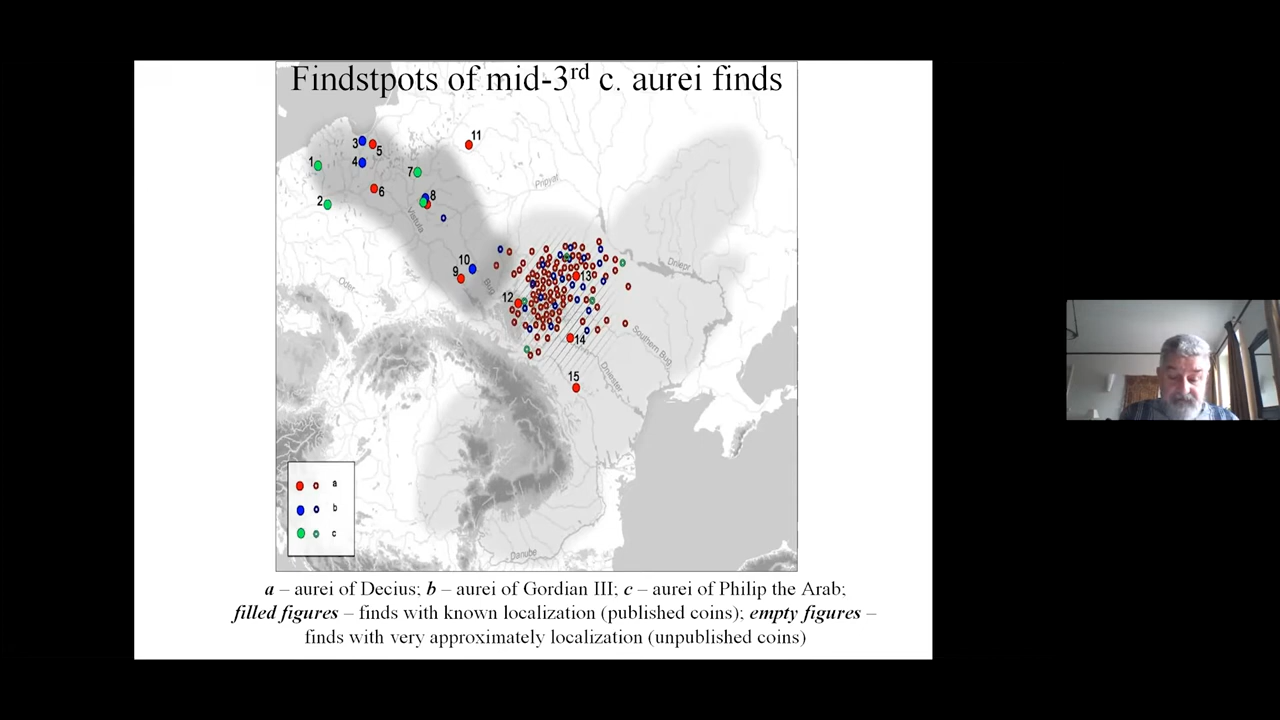 Findstpots of mid-3rd c. aurei finds
11
3
5
1
4
7
Pripyat
6
8
2
Vistula
10
9
Dniepr
13
Bug
Oder
12
14
Southern Bug
15
Dniester
a
b
c
Danube
a – aurei of Decius; b – aurei of Gordian III; c – aurei of Philip the Arab;
filled figures – finds with known localization (published coins); empty figures –
finds with very approximately localization (unpublished coins)